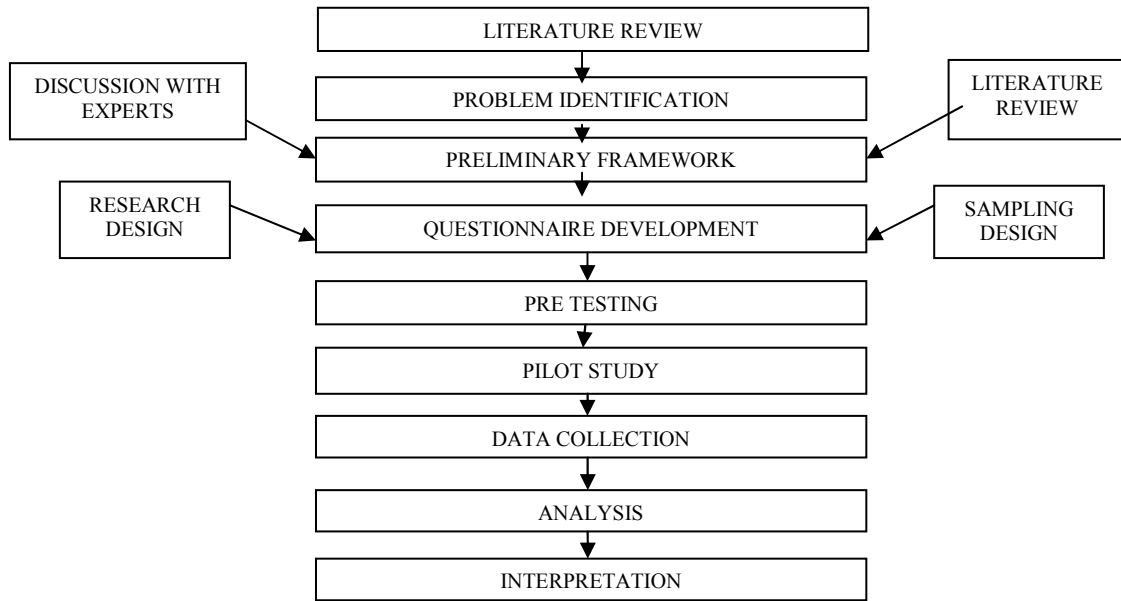 LITERATURE REVIEW
DISCUSSION WITH
EXPERTS
PROBLEM IDENTIFICATION
LITERATURE
REVIEW
PRELIMINARY FRAMEWORK
RESEARCH
DESIGN
QUESTIONNAIRE DEVELOPMENT
SAMPLING
DESIGN
PRE TESTING
PILOT STUDY
DATA COLLECTION
ANALYSIS
INTERPRETATION